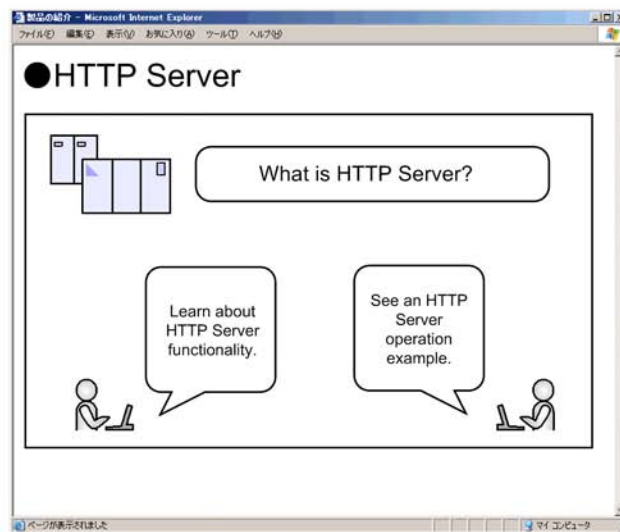 製品の紹介 - Microsoft Internet Explorer
ファイル(F) 編集(E) 表示(V) お気に入り(A) ツール(T) ヘルプ(H)
●HTTP Server
What is HTTP Server?
Learn about
HTTP Server
functionality.
See an HTTP
Server
operation
example.
ページが表示されました マイ コンピュータ